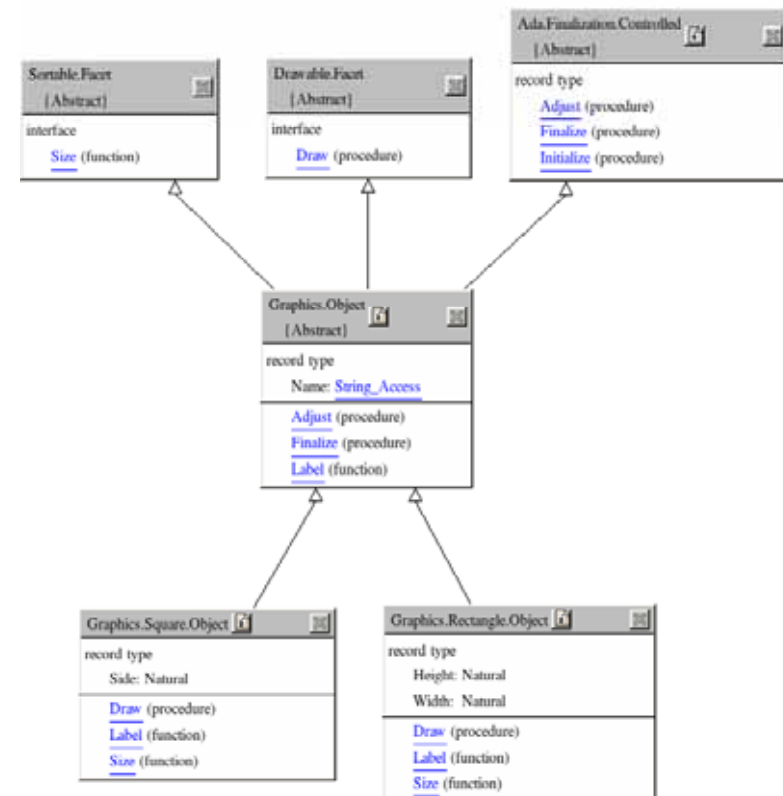 Sortable.Facet
{Abstract}
interface
Size (function)
Drawable.Facet
{Abstract}
interface
Draw (procedure)
Ada.Finalization.Controlled
{Abstract}
record type
Adjust (procedure)
Finalize (procedure)
Initialize (procedure)
Graphics.Object
{Abstract}
record type
Name: String_Access
Adjust (procedure)
Finalize (procedure)
Label (function)
Graphics.Square.Object
record type
Side: Natural
Draw (procedure)
Label (function)
Size (function)
Graphics.Rectangle.Object
record type
Height: Natural
Width: Natural
Draw (procedure)
Label (function)
Size (function)